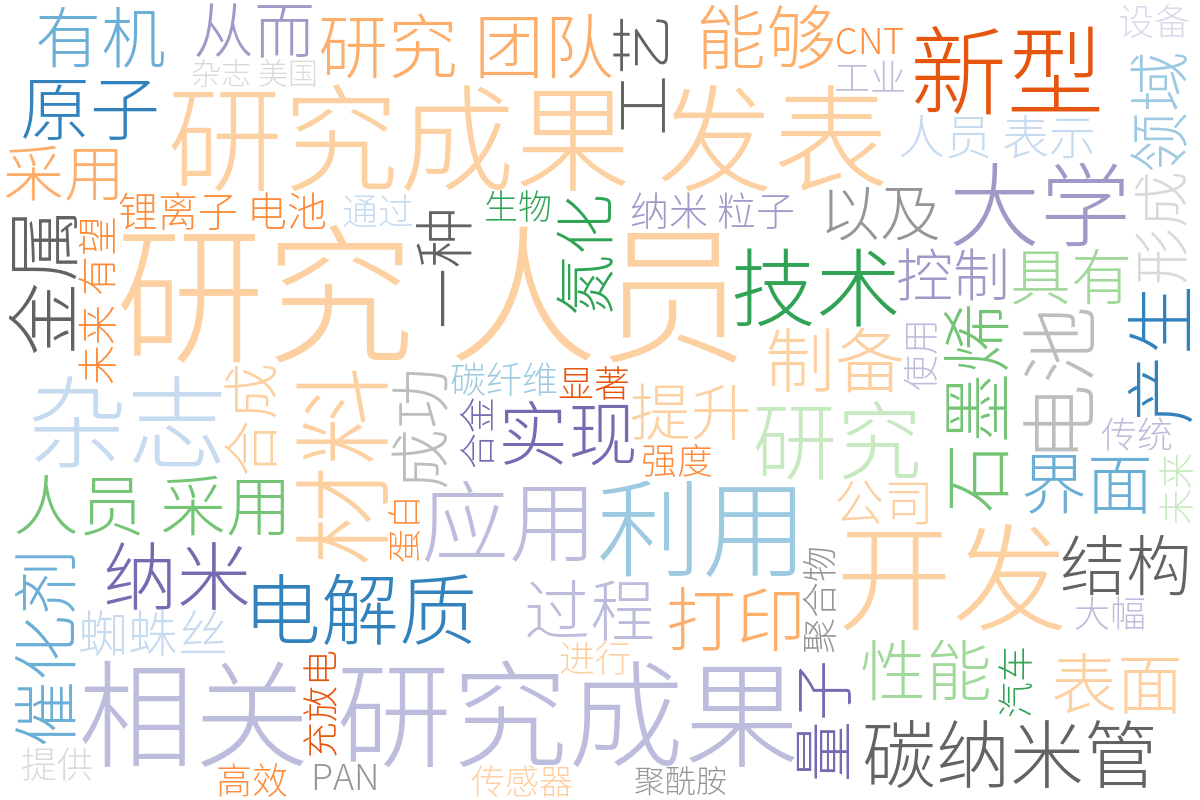 有机
从而
研究 团队
工艺
能够
CNT
新型
设备
杂志 美国
工业
领域
原子
研究成果 发表
人员 表示
采用
锂离子 电池
通过
生物
氮化
纳米 粒子
以及
大学
形成
金属
有望
研究 人员
一种
技术
控制
具有
未来
材料
成功
碳纤维
显著
制备
使用
石墨烯
电池
产生
杂志
合成
合金
实现
提升
研究
传统
强度
界面
未来
人员 采用
蛋白
应用
利用
公司
开发
结构
纳米
电解质
过程
打印
聚合物
大幅
催化剂
蜘蛛丝
进行
性能
汽车
表面
相关 研究成果
充放电
量子
碳纳米管
提供
高效
PAN
传感器
聚酰胺